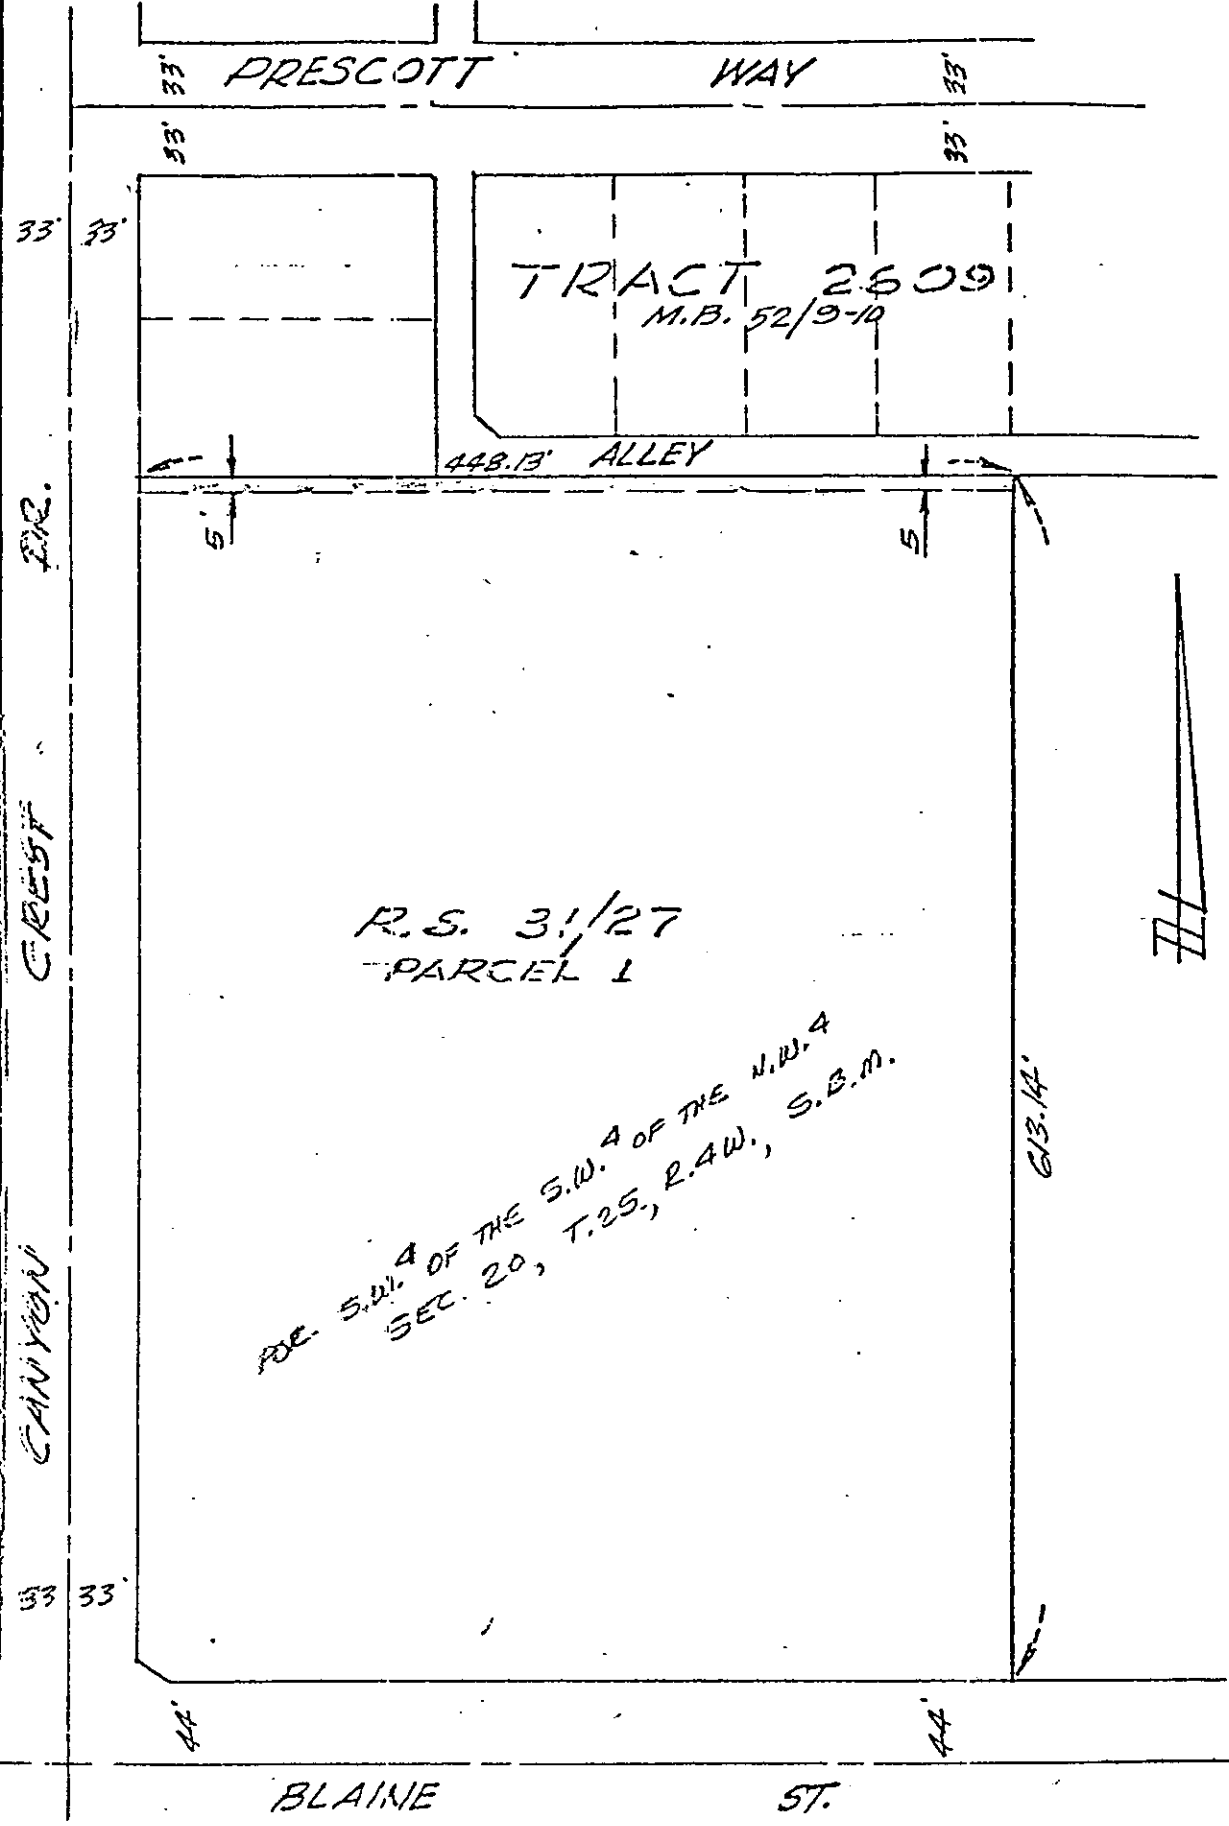 33' PRESCOTT WAY 33'
33' 33'
33' 33'
TRACT 2609
M.B. 52/9-10
448.13' ALLEY
5' 5
CANYON CREST DR.
R.S. 31/27
PARCEL 1
POR. S.W.4 OF THE S.W.4 OF THE N.W.4
SEC. 20, T.2S., R.4W., S.B.M.
613.14'
33 33'
44' 44'
BLAINE ST.